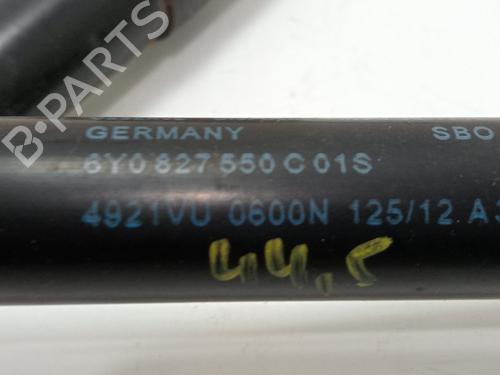 B-PARTS
GERMANY SBO
6Y0 827 550 C 01S
4921VU 0600N 125/12 A
44,5